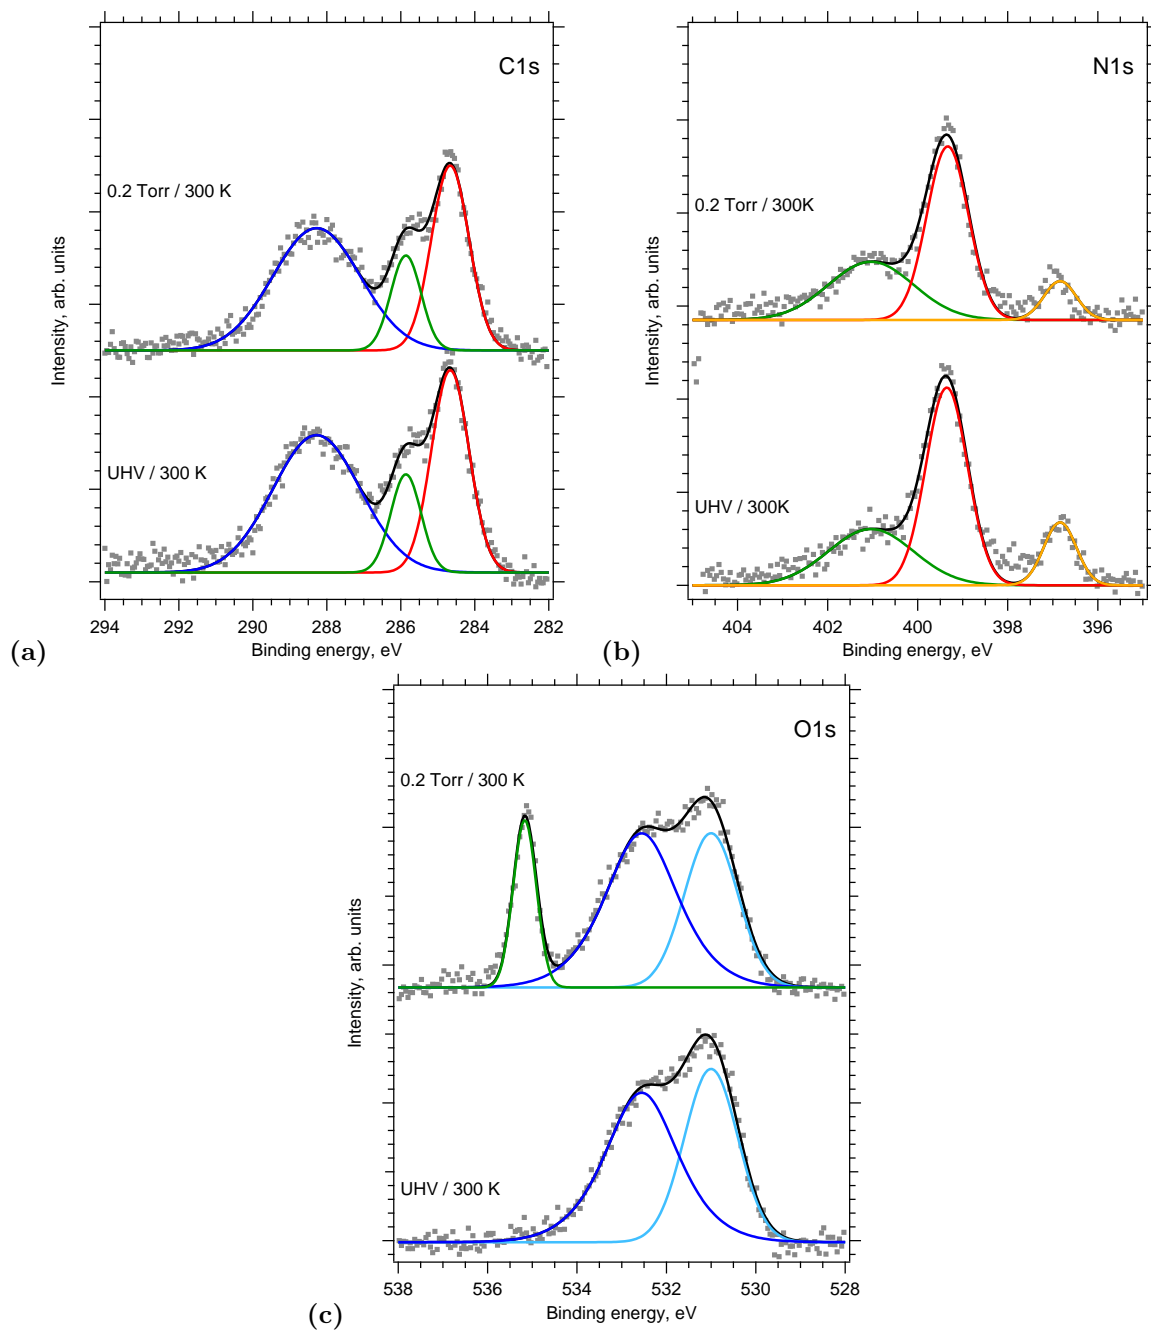 C1s
0.2 Torr / 300 K
UHV / 300 K
Intensity, arb. units
294 292 290 288 286 284 282
Binding energy, eV
(a)
N1s
0.2 Torr / 300K
UHV / 300K
Intensity, arb. units
404 402 400 398 396
Binding energy, eV
(b)
O1s
0.2 Torr / 300 K
UHV / 300 K
Intensity, arb. units
538 536 534 532 530 528
Binding energy, eV
(c)